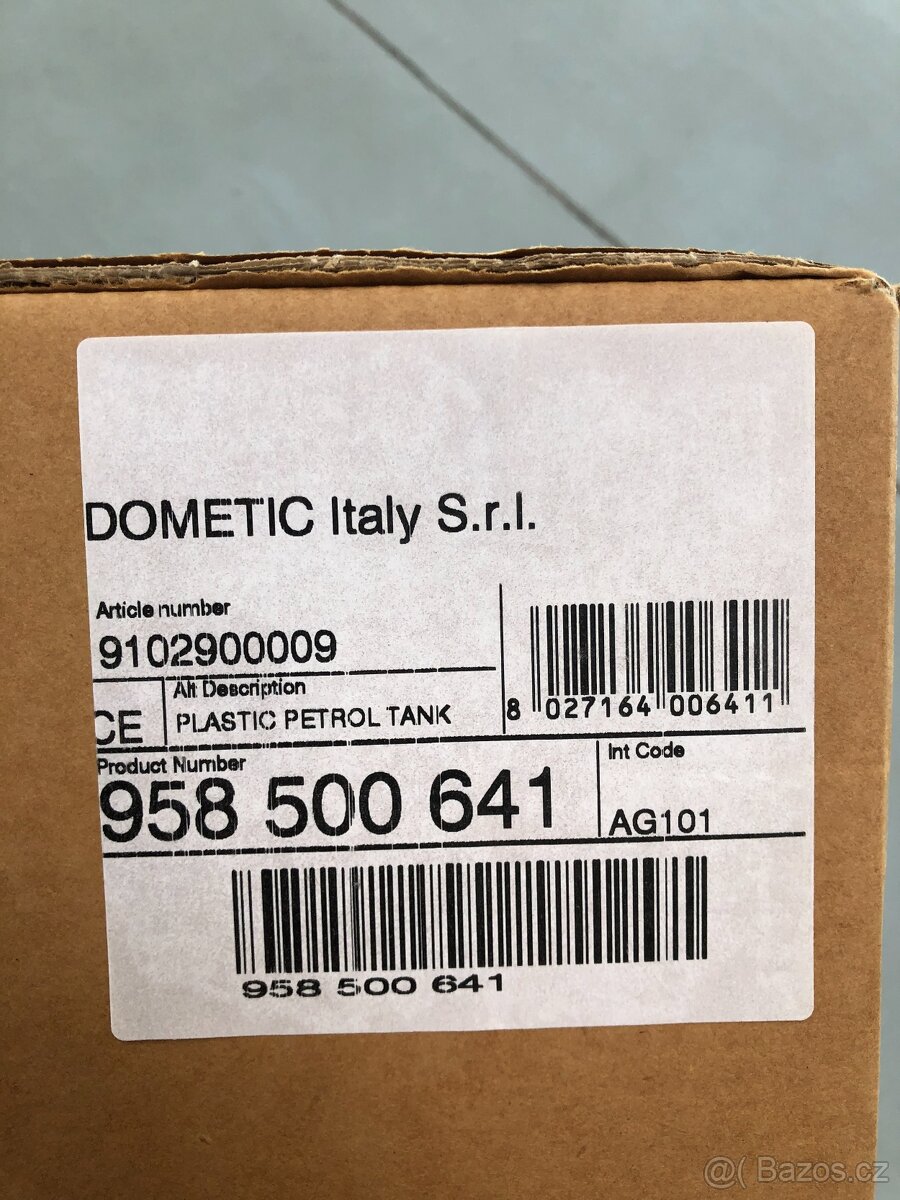 DOMETIC Italy S.r.l.
Article number
9102900009
Alt Description
CE
PLASTIC PETROL TANK
8 027164 006411
Product Number
958 500 641
Int Code
AG101
958 500 641
@( Bazos.cz